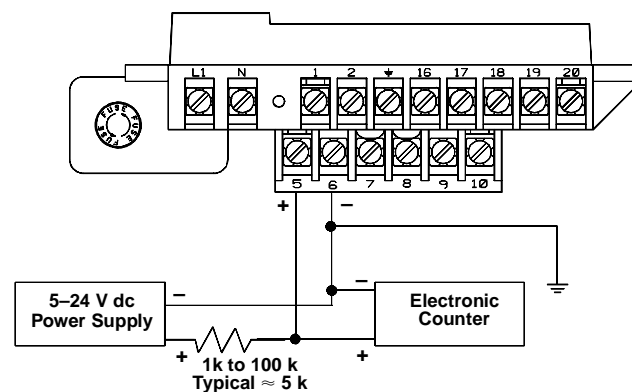 L1 N 1 2 ⏚ 16 17 18 19 20
FUSE FUSE FUSE
5 6 7 8 9 10
+ −
5–24 V dc
Power Supply
−
+
1k to 100 k
Typical ≈ 5 k
−
+
Electronic
Counter